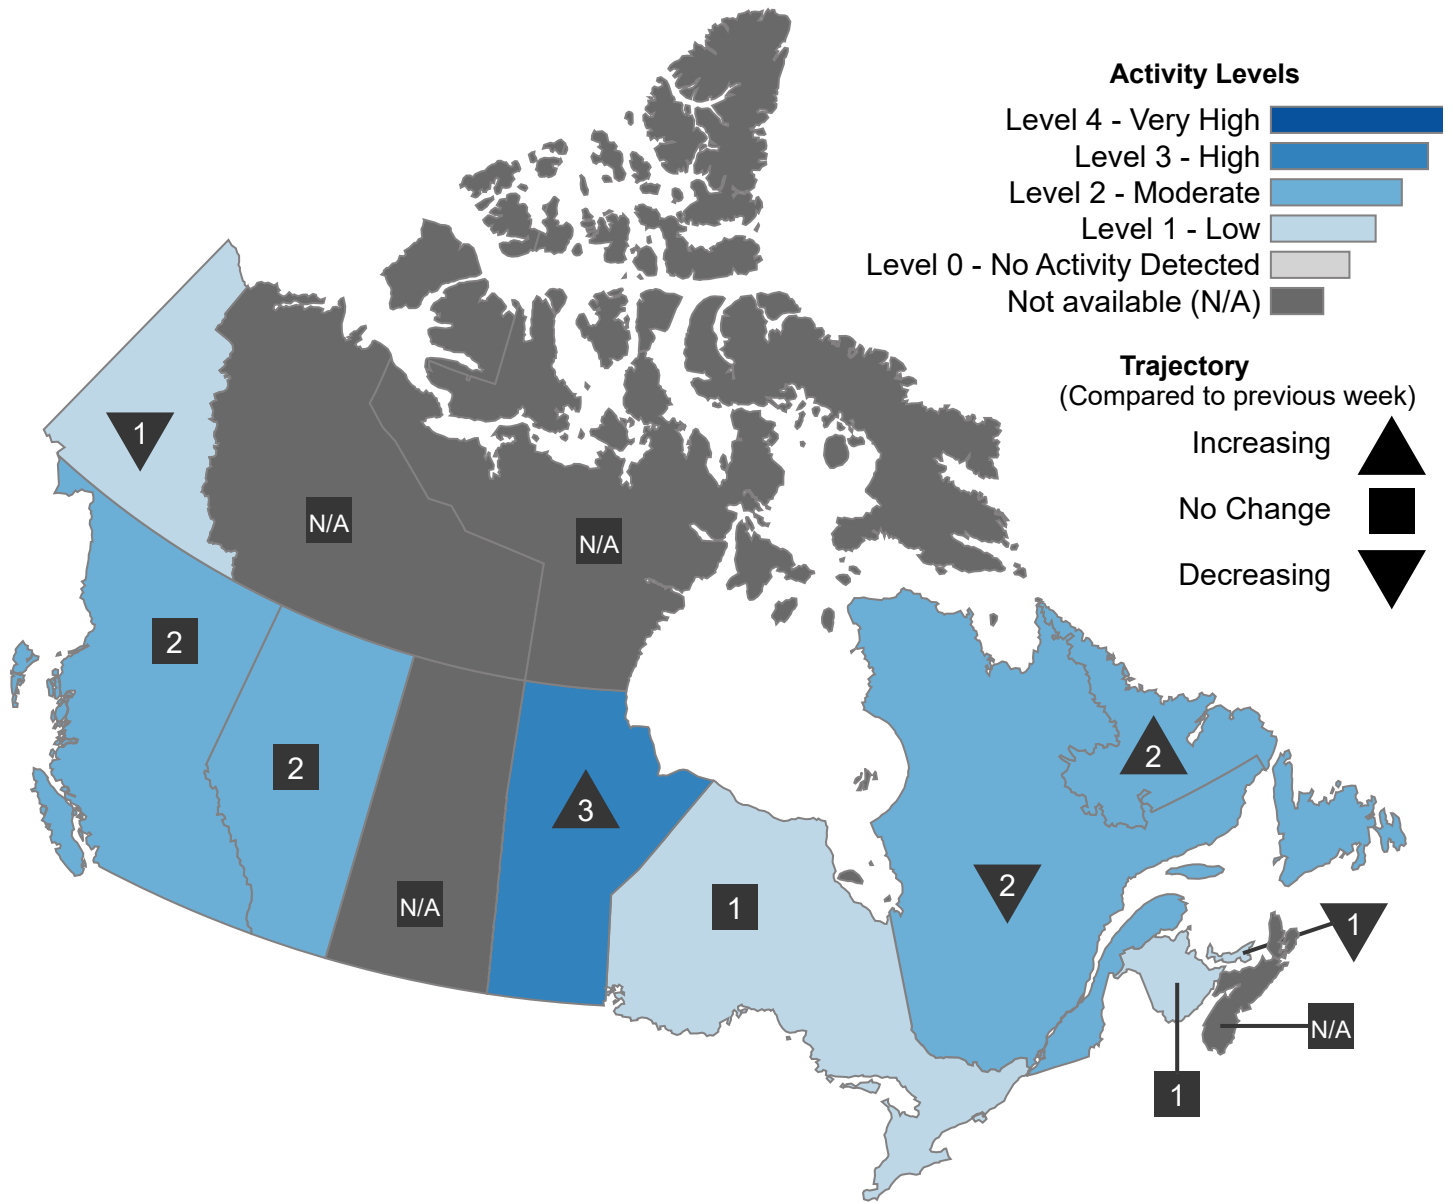 Activity Levels
Level 4 - Very High
Level 3 - High
Level 2 - Moderate
Level 1 - Low
Level 0 - No Activity Detected
Not available (N/A)
Trajectory
(Compared to previous week)
Increasing
No Change
Decreasing
1
N/A
N/A
2
2
2
3
N/A
2
1
1
N/A
1